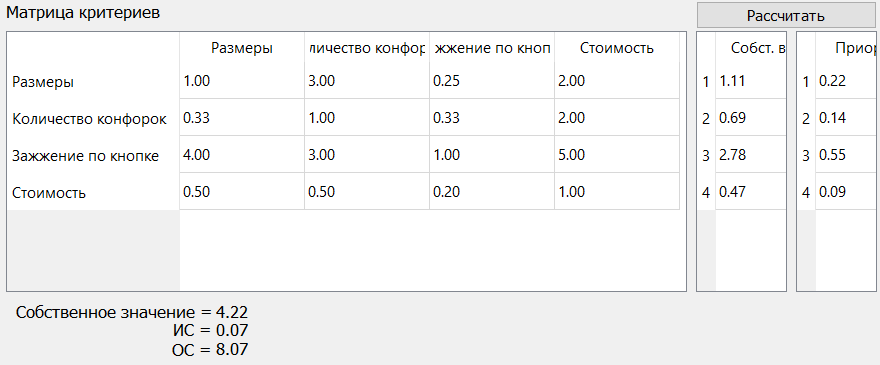 Матрица критериев
Рассчитать
Размеры личество конфор жжение по кноп Стоимость Собст. в Приор
Размеры 1.00 3.00 0.25 2.00 1 1.11 1 0.22
Количество конфорок 0.33 1.00 0.33 2.00 2 0.69 2 0.14
Зажжение по кнопке 4.00 3.00 1.00 5.00 3 2.78 3 0.55
Стоимость 0.50 0.50 0.20 1.00 4 0.47 4 0.09
Собственное значение = 4.22
ИС = 0.07
ОС = 8.07